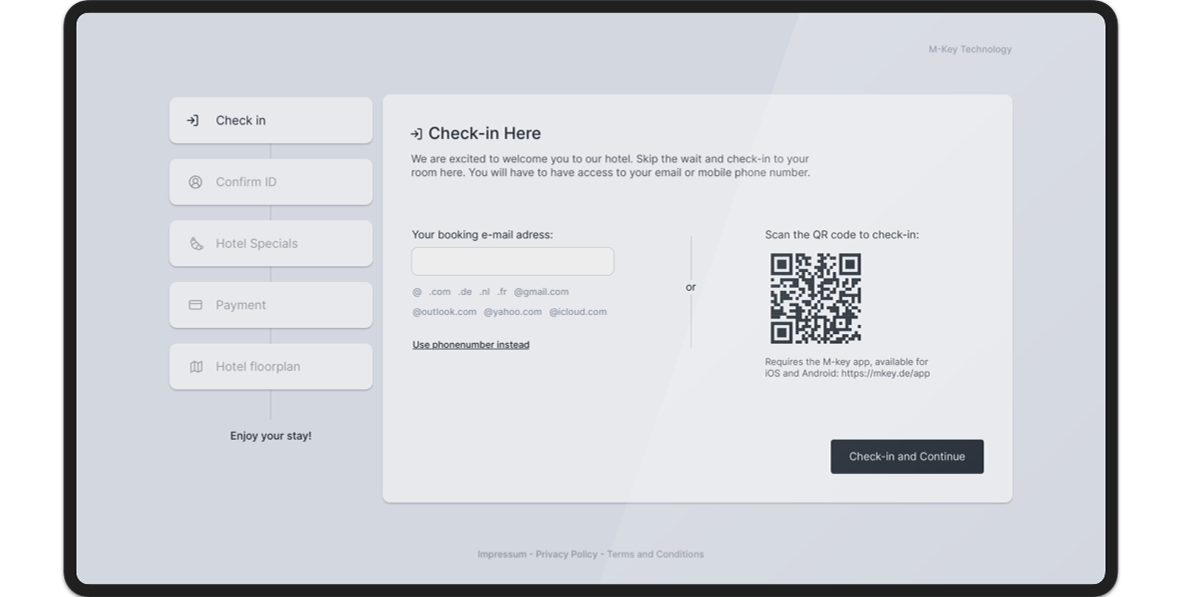 M-Key Technology
Check in
Confirm ID
Hotel Specials
Payment
Hotel floorplan
Enjoy your stay!
Check-in Here
We are excited to welcome you to our hotel. Skip the wait and check-in to your
room here. You will have to have access to your email or mobile phone number.
Your booking e-mail adress:
@ .com .de .nl .fr @gmail.com
@outlook.com @yahoo.com @icloud.com
Use phonenumber instead
or
Scan the QR code to check-in:
Requires the M-key app, available for
iOS and Android: https://mkey.de/app
Check-in and Continue
Impressum - Privacy Policy - Terms and Conditions